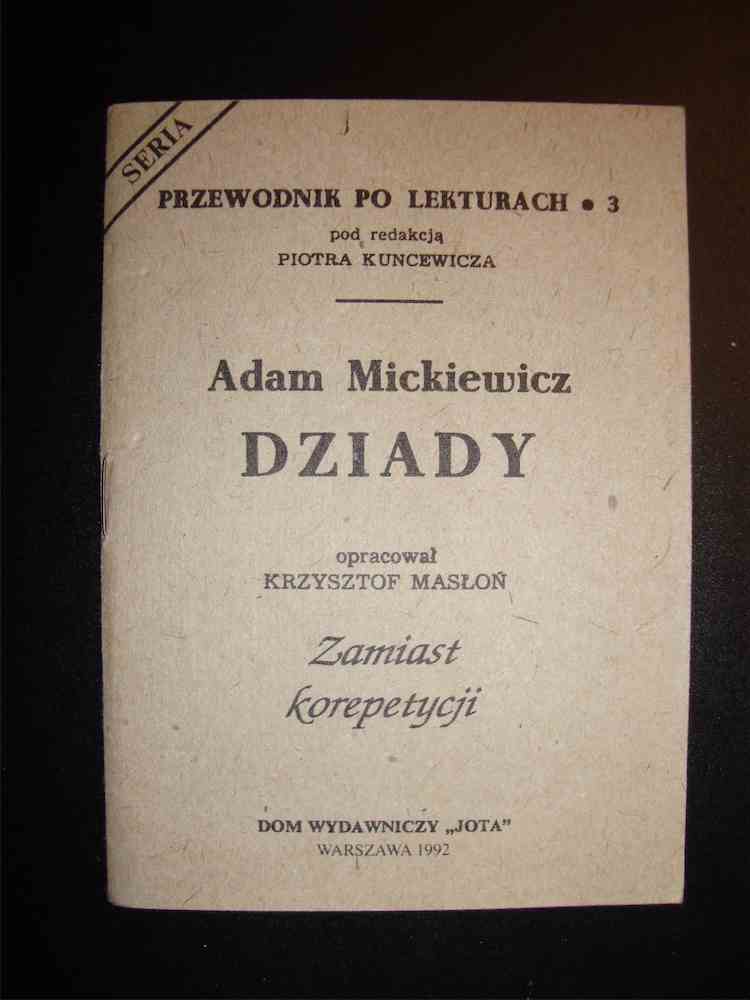 SERIA
PRZEWODNIK PO LEKTURACH • 3
pod redakcją
PIOTRA KUNCEWICZA
Adam Mickiewicz
DZIADY
opracował
KRZYSZTOF MASŁOŃ
Zamiast
korepetycji
DOM WYDAWNICZY „JOTA"
WARSZAWA 1992